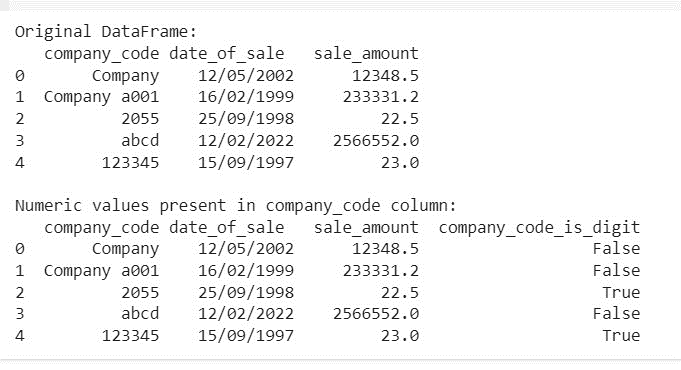 Original DataFrame:
company_code date_of_sale sale_amount
0 Company 12/05/2002 12348.5
1 Company a001 16/02/1999 233331.2
2 2055 25/09/1998 22.5
3 abcd 12/02/2022 2566552.0
4 123345 15/09/1997 23.0
Numeric values present in company_code column:
company_code date_of_sale sale_amount company_code_is_digit
0 Company 12/05/2002 12348.5 False
1 Company a001 16/02/1999 233331.2 False
2 2055 25/09/1998 22.5 True
3 abcd 12/02/2022 2566552.0 False
4 123345 15/09/1997 23.0 True